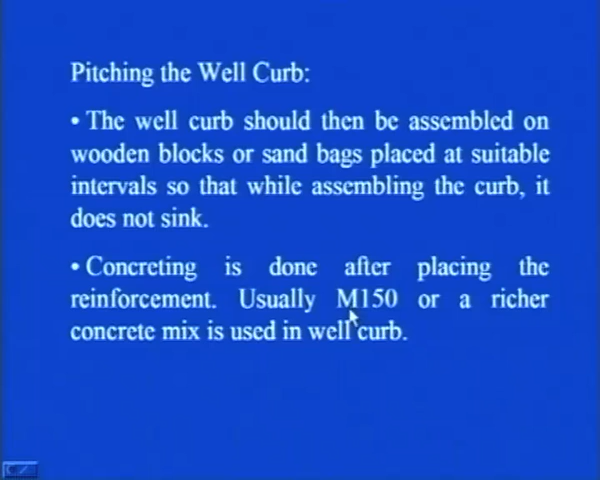 Pitching the Well Curb:
• The well curb should then be assembled on
wooden blocks or sand bags placed at suitable
intervals so that while assembling the curb, it
does not sink.
• Concreting is done after placing the
reinforcement. Usually M150 or a richer
concrete mix is used in well curb.